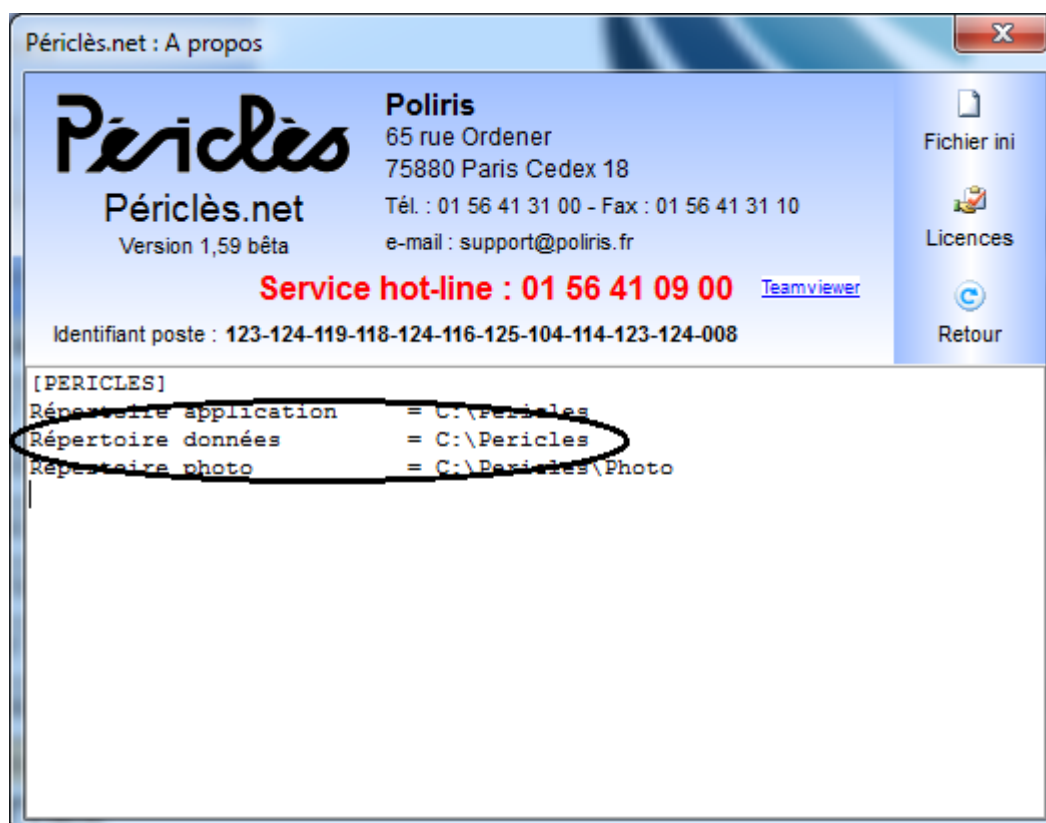 Périclès.net : A propos
Périclès
Périclès.net
Version 1,59 bêta
Poliris
65 rue Ordener
75880 Paris Cedex 18
Tél. : 01 56 41 31 00 - Fax : 01 56 41 31 10
e-mail : support@poliris.fr
Service hot-line : 01 56 41 09 00 Teamviewer
Identifiant poste : 123-124-119-118-124-116-125-104-114-123-124-008
Fichier ini
Licences
Retour
[PERICLES]
Répertoire application = C:\Pericles
Répertoire données = C:\Pericles
Répertoire photo = C:\Pericles\Photo